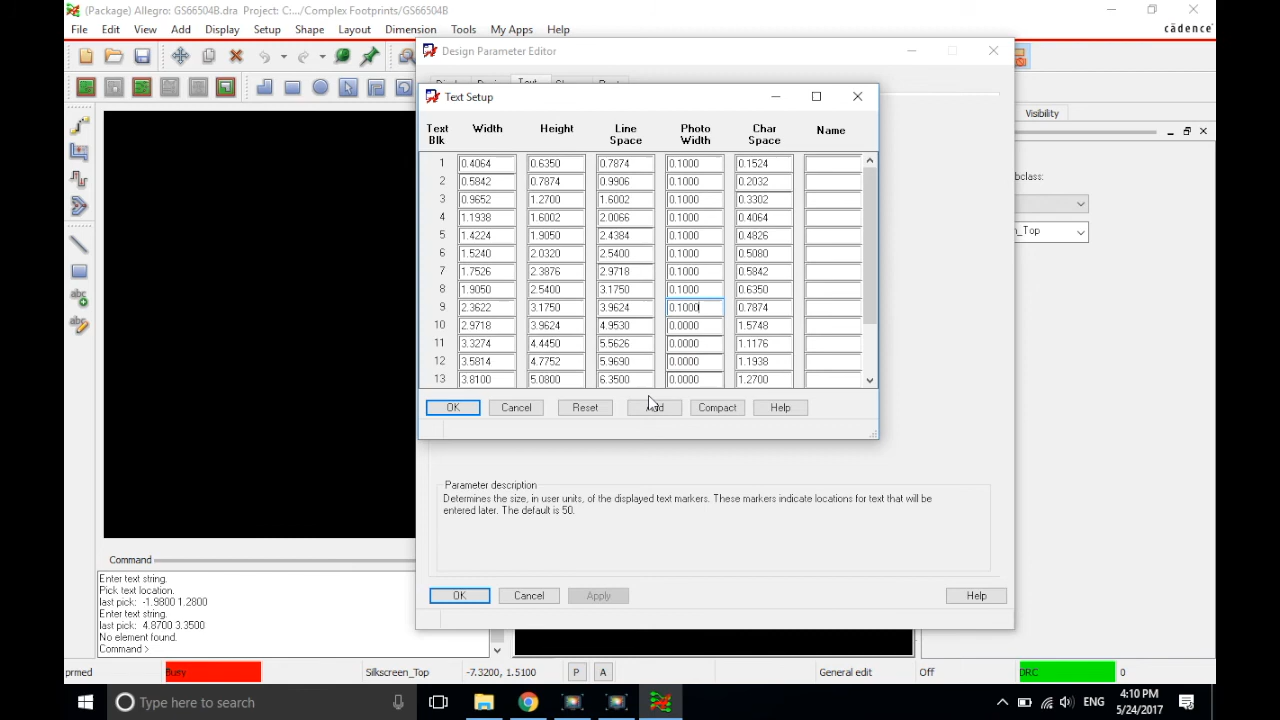 (Package) Allegro: GS66504B.dra Project: C:.../Complex Footprints/GS66504B
File Edit View Add Display Setup Shape Layout Dimension Tools My Apps Help
cādence
Design Parameter Editor
Text
Text Setup
Text Blk Width Height Line Space Photo Width Char Space Name
1 0.4064 0.6350 0.7874 0.1000 0.1524
2 0.5842 0.7874 0.9906 0.1000 0.2032
3 0.9652 1.2700 1.6002 0.1000 0.3302
4 1.1938 1.6002 2.0066 0.1000 0.4064
5 1.4224 1.9050 2.4384 0.1000 0.4826
6 1.5240 2.0320 2.5400 0.1000 0.5080
7 1.7526 2.3876 2.9718 0.1000 0.5842
8 1.9050 2.5400 3.1750 0.1000 0.6350
9 2.3622 3.1750 3.9624 0.1000 0.7874
10 2.9718 3.9624 4.9530 0.0000 1.5748
11 3.3274 4.4450 5.5626 0.0000 1.1176
12 3.5814 4.7752 5.9690 0.0000 1.1938
13 3.8100 5.0800 6.3500 0.0000 1.2700
OK Cancel Reset Add Compact Help
Visibility
bclass:
n_Top
Parameter description
Determines the size, in user units, of the displayed text markers. These markers indicate locations for text that will be
entered later. The default is 50.
OK Cancel Apply Help
Command
Enter text string.
Pick text location.
last pick: -1.9800 1.2800
Enter text string.
last pick: 4.8700 3.3500
No element found.
Command >
prmed Busy Silkscreen_Top -7.3200, 1.5100 P A General edit Off DRC 0
Type here to search
ENG
4:10 PM
5/24/2017